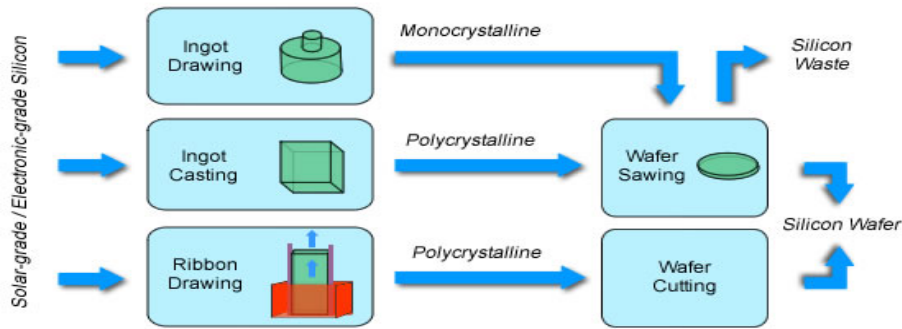 Solar-grade / Electronic-grade Silicon
Ingot
Drawing
Monocrystalline
Silicon
Waste
Ingot
Casting
Polycrystalline
Wafer
Sawing
Silicon Wafer
Ribbon
Drawing
Polycrystalline
Wafer
Cutting